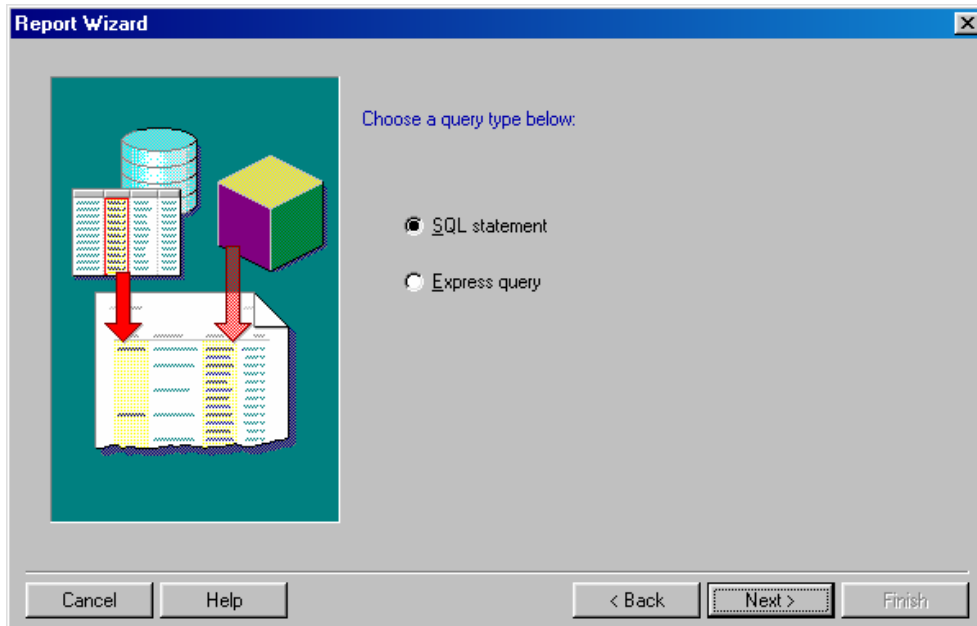 Report Wizard
Choose a query type below:
SQL statement
Express query
Cancel
Help
< Back
Next >
Finish